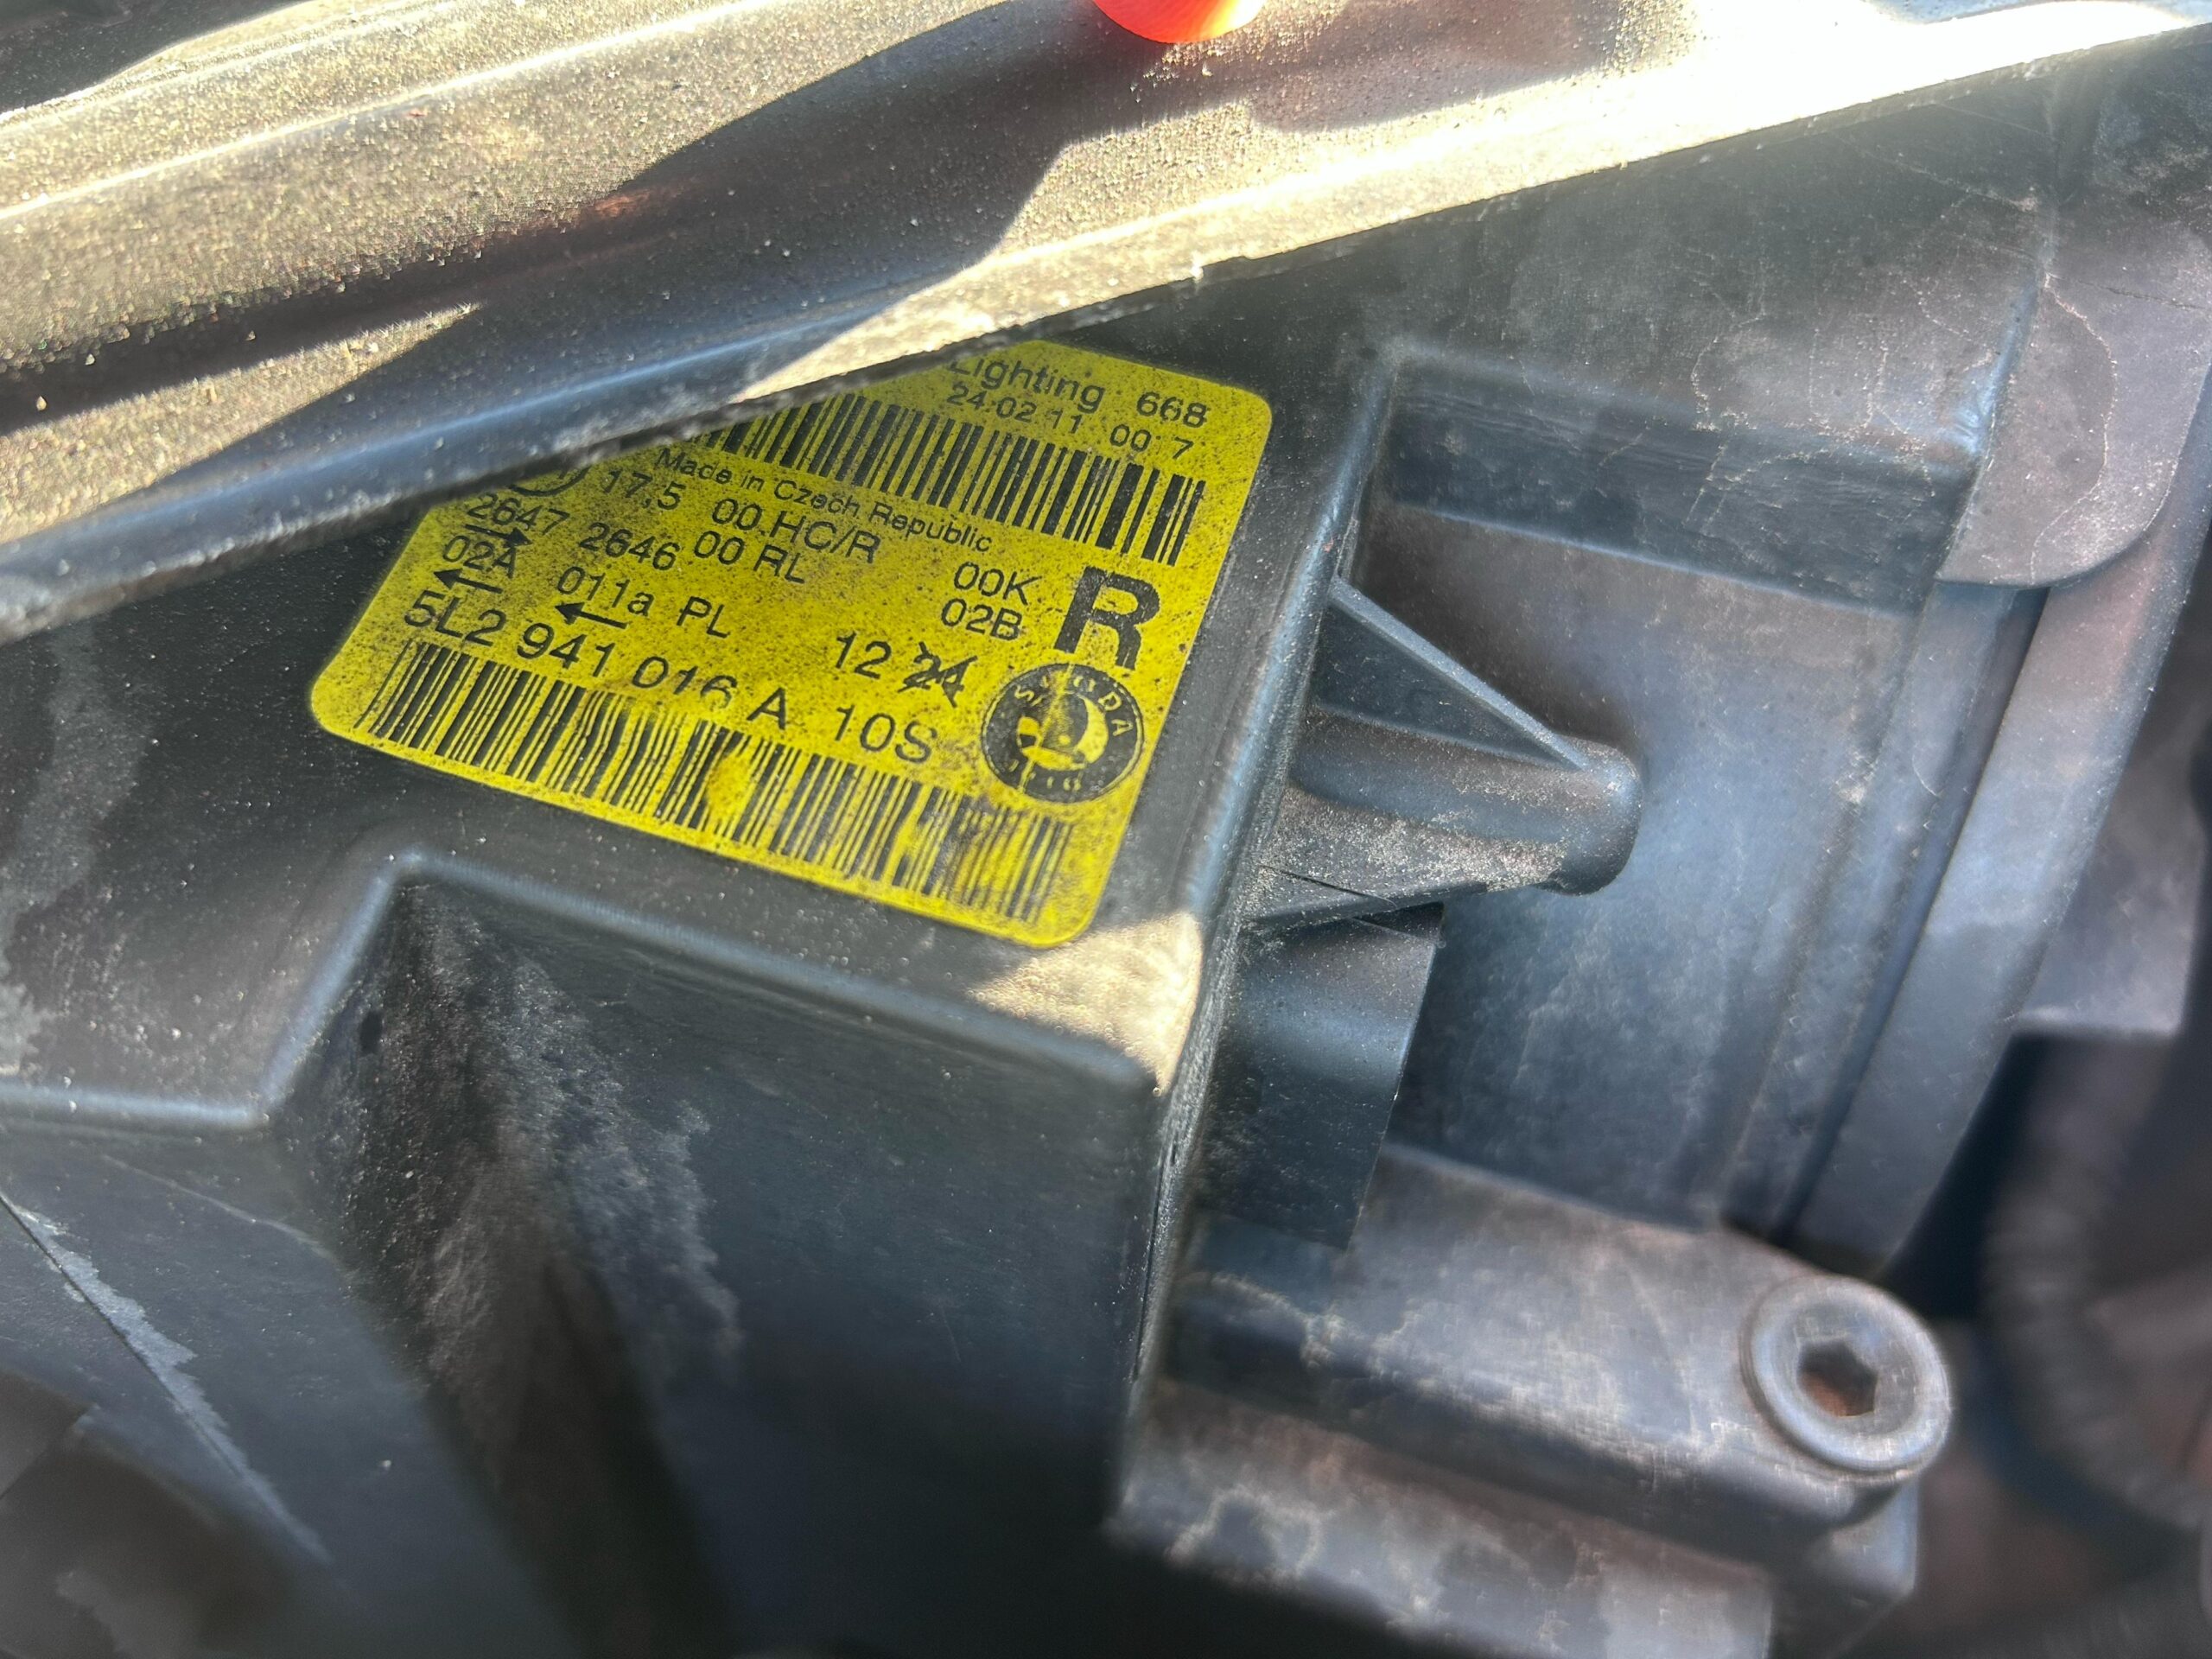 Lighting 668
24.02 11 00 7
Made in Czech Republic
17,5 00 HC/R 00K
2647 2646 00 RL 02B R
02A 011a PL 12 24
5L2 941 016 A 10S
SKODA